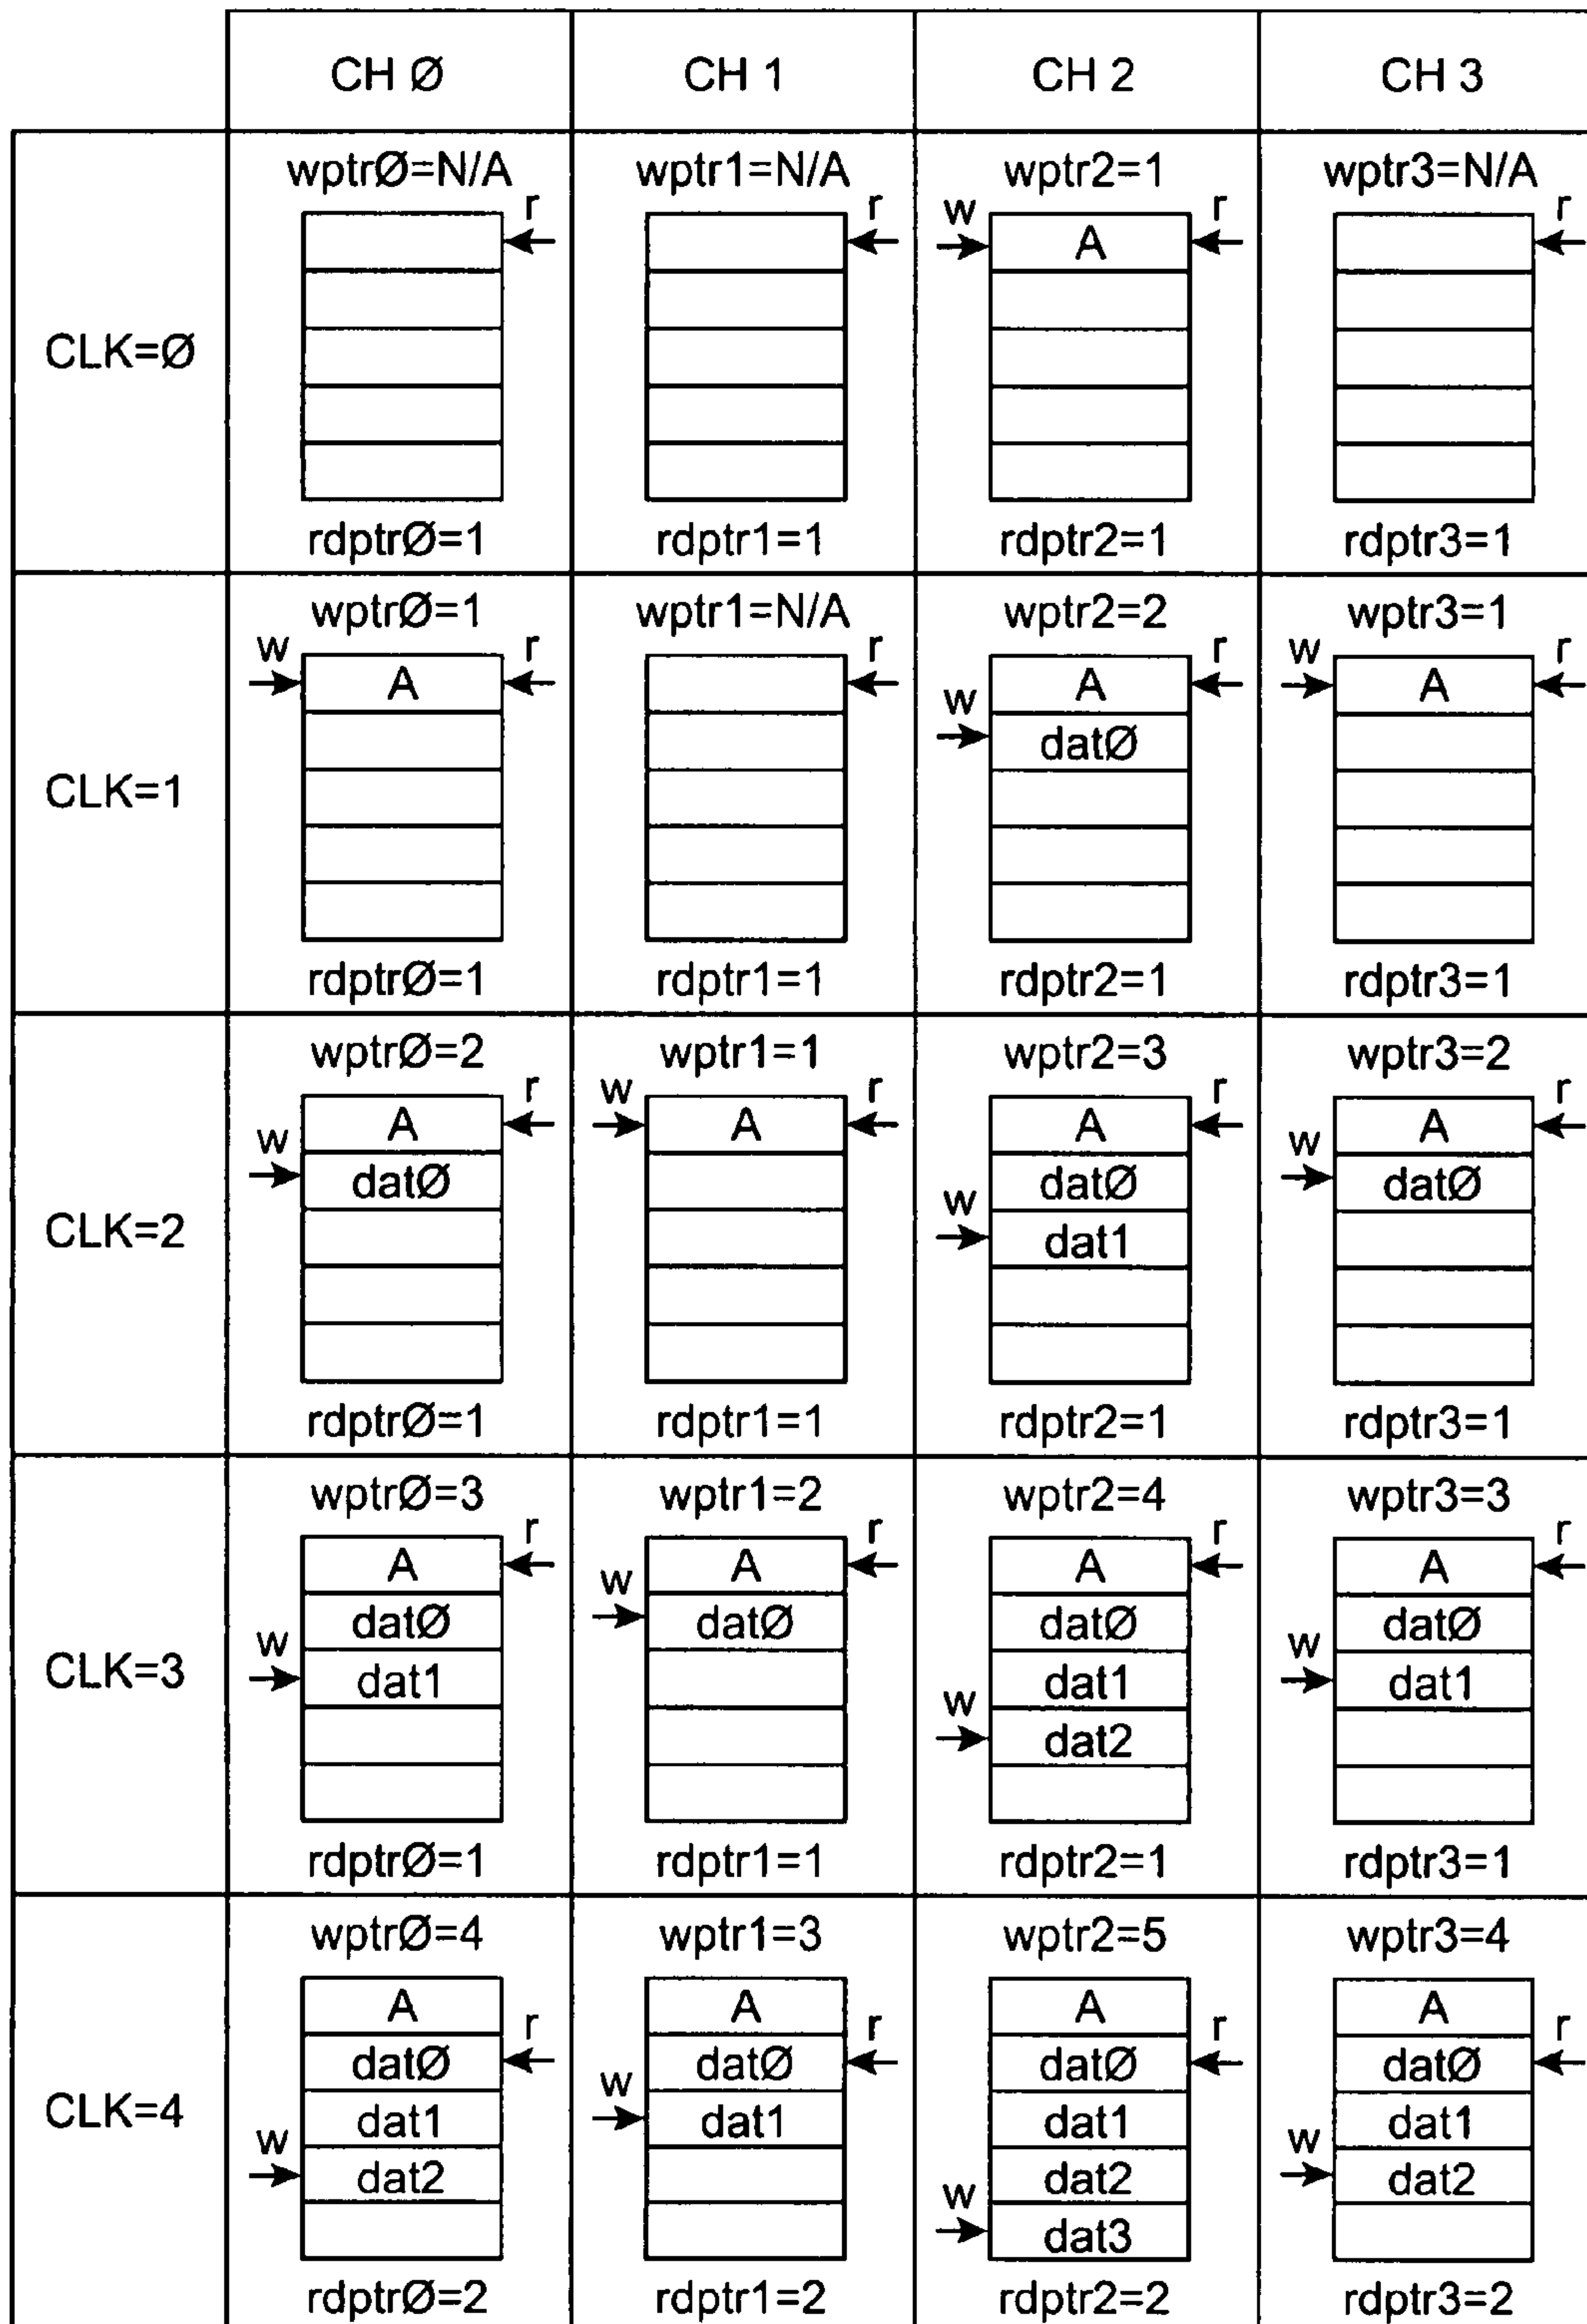 CH Ø CH 1 CH 2 CH 3
CLK=Ø
wptrØ=N/A
r
rdptrØ=1
wptr1=N/A
r
rdptr1=1
wptr2=1
w r
A
rdptr2=1
wptr3=N/A
r
rdptr3=1
CLK=1
wptrØ=1
w r
A
rdptrØ=1
wptr1=N/A
r
rdptr1=1
wptr2=2
r
A
w
datØ
rdptr2=1
wptr3=1
w r
A
rdptr3=1
CLK=2
wptrØ=2
r
A
w
datØ
rdptrØ=1
wptr1=1
w r
A
rdptr1=1
wptr2=3
r
A
datØ
w
dat1
rdptr2=1
wptr3=2
r
A
w
datØ
rdptr3=1
CLK=3
wptrØ=3
r
A
datØ
w
dat1
rdptrØ=1
wptr1=2
r
A
w
datØ
rdptr1=1
wptr2=4
r
A
datØ
dat1
w
dat2
rdptr2=1
wptr3=3
r
A
datØ
w
dat1
rdptr3=1
CLK=4
wptrØ=4
A
r
datØ
dat1
w
dat2
rdptrØ=2
wptr1=3
A
r
datØ
w
dat1
rdptr1=2
wptr2=5
A
r
datØ
dat1
dat2
w
dat3
rdptr2=2
wptr3=4
A
r
datØ
dat1
w
dat2
rdptr3=2